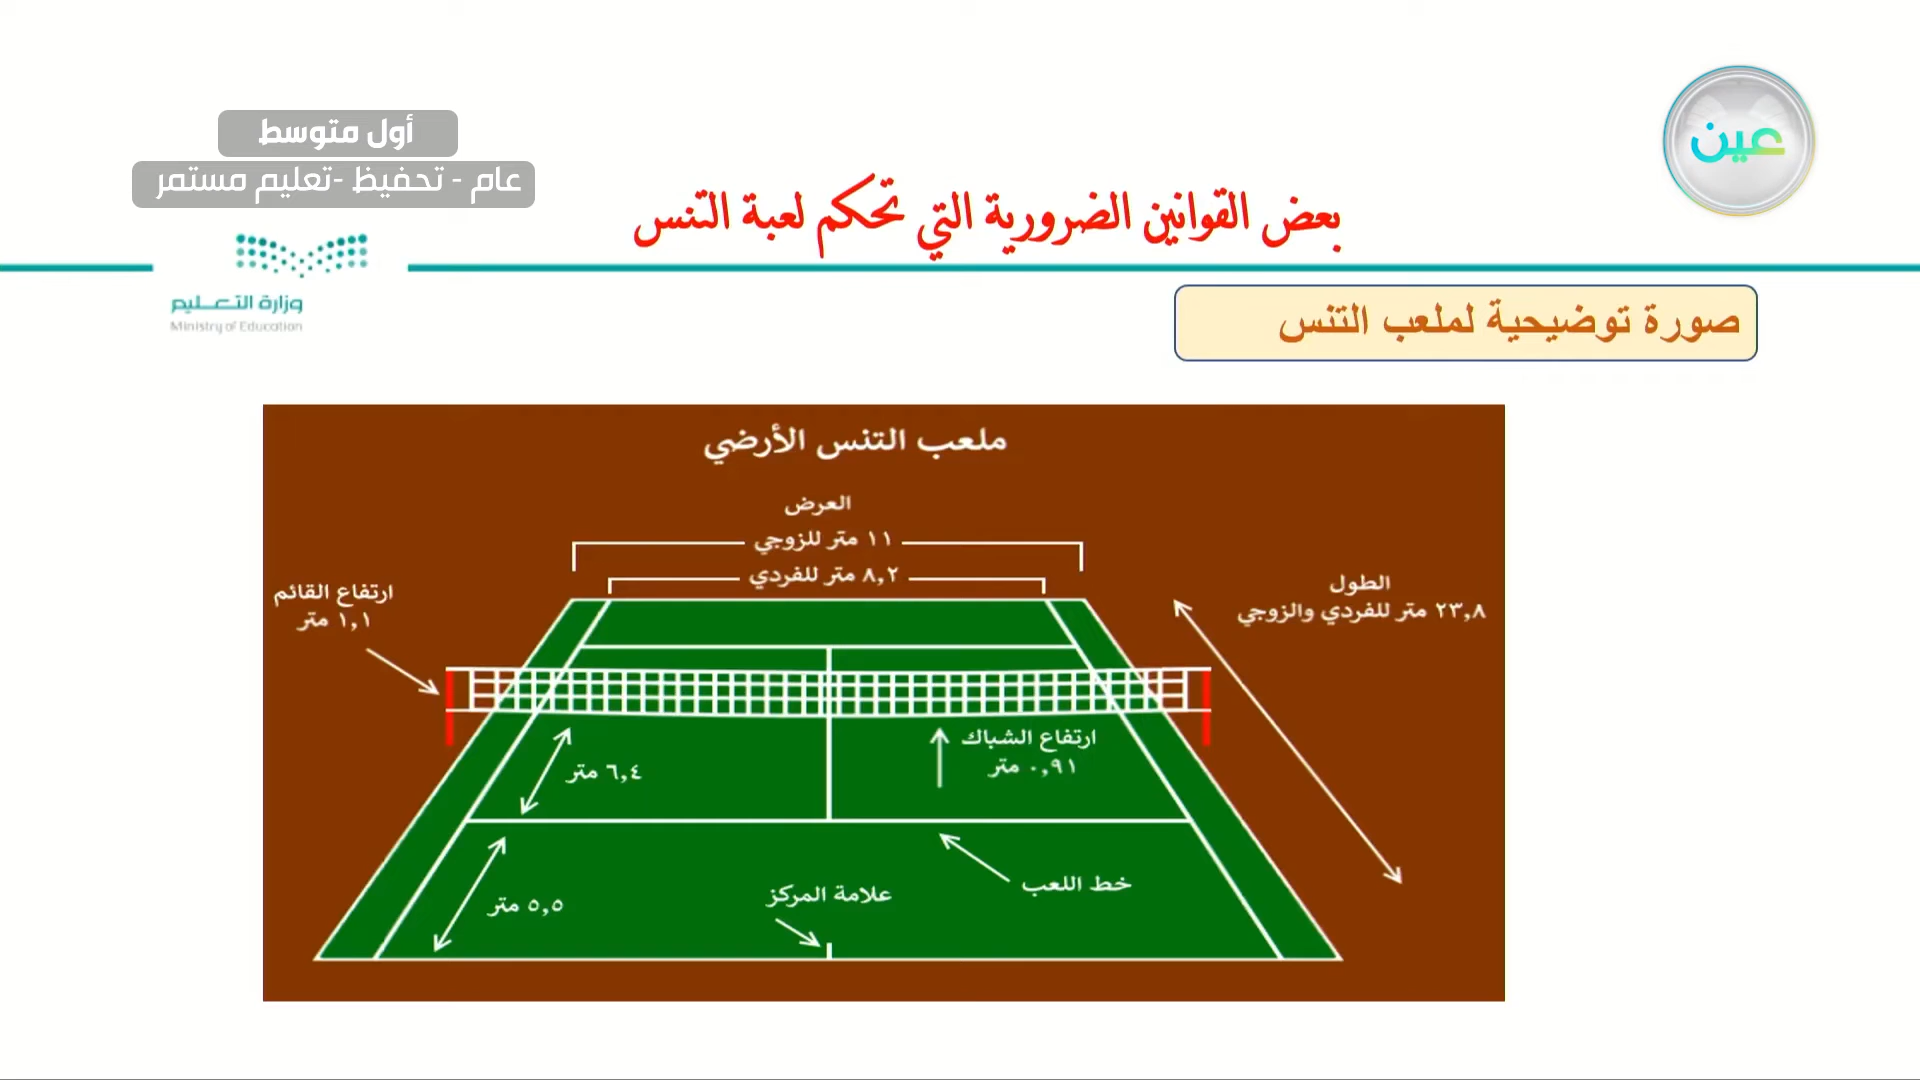 عين
أول متوسط
عام - تحفيظ -تعليم مستمر
بعض القوانين الضرورية التي تحكم لعبة التنس
وزارة التعـــليم
Ministry of Education
صورة توضيحية لملعب التنس
ملعب التنس الأرضي
العرض
١١ متر للزوجي
٨,٢ متر للفردي
الطول
٢٣,٨ متر للفردي والزوجي
ارتفاع القائم
١,١ متر
ارتفاع الشباك
٠,٩١ متر
٦,٤ متر
خط اللعب
علامة المركز
٥,٥ متر